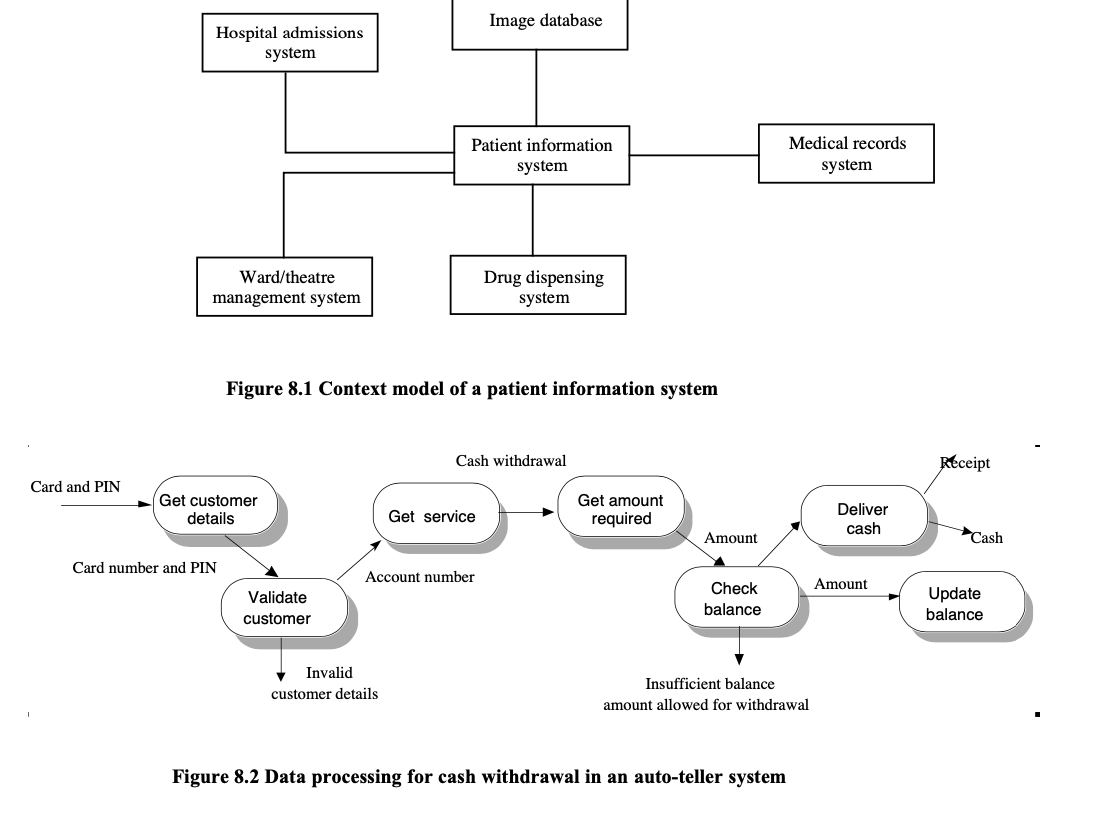 Hospital admissions
system
Image database
Patient information
system
Medical records
system
Ward/theatre
management system
Drug dispensing
system
Figure 8.1 Context model of a patient information system
Card and PIN
Get customer
details
Card number and PIN
Validate
customer
Invalid
customer details
Account number
Get service
Cash withdrawal
Get amount
required
Amount
Check
balance
Insufficient balance
amount allowed for withdrawal
Deliver
cash
Receipt
Cash
Amount
Update
balance
Figure 8.2 Data processing for cash withdrawal in an auto-teller system